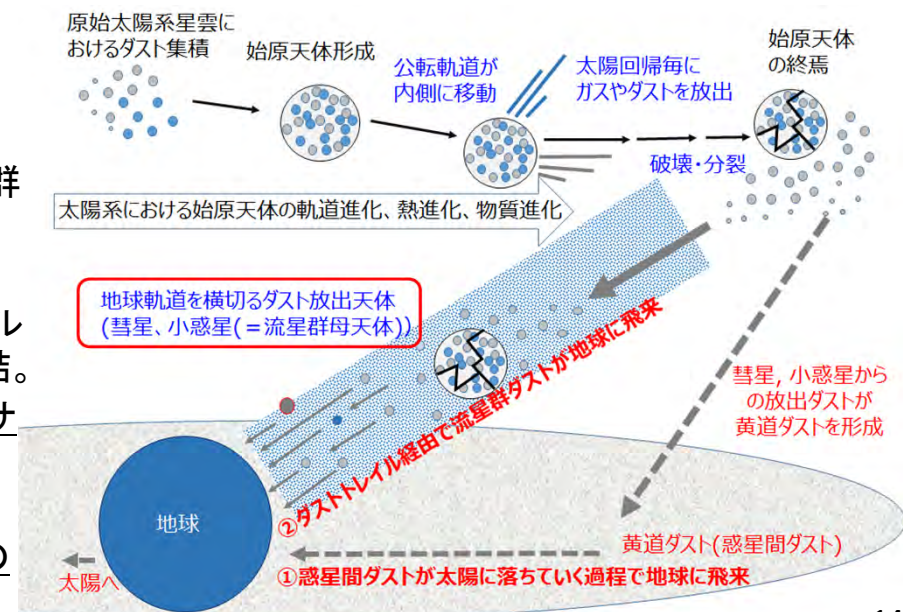 原始太陽系星雲に
おけるダスト集積
始原天体形成
公転軌道が
内側に移動
太陽回帰毎に
ガスやダストを放出
始原天体
の終焉
破壊・分裂
群
太陽系における始原天体の軌道進化、熱進化、物質進化
地球軌道を横切るダスト放出天体
(彗星、小惑星(=流星群母天体))
ル
結。
ナ
の
②ダストトレイル経由で流星群ダストが地球に飛来
彗星, 小惑星から
の放出ダストが
黄道ダストを形成
地球
黄道ダスト(惑星間ダスト)
太陽へ
①惑星間ダストが太陽に落ちていく過程で地球に飛来